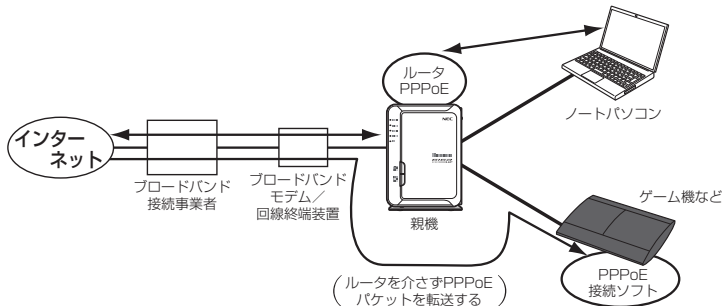 ルータ
PPPoE
ノートパソコン
インター
ネット
NEC
ブロードバンド
接続事業者
ブロードバンド
モデム／
回線終端装置
親機
ゲーム機など
PPPoE
接続ソフト
(ルータを介さずPPPoE
パケットを転送する)